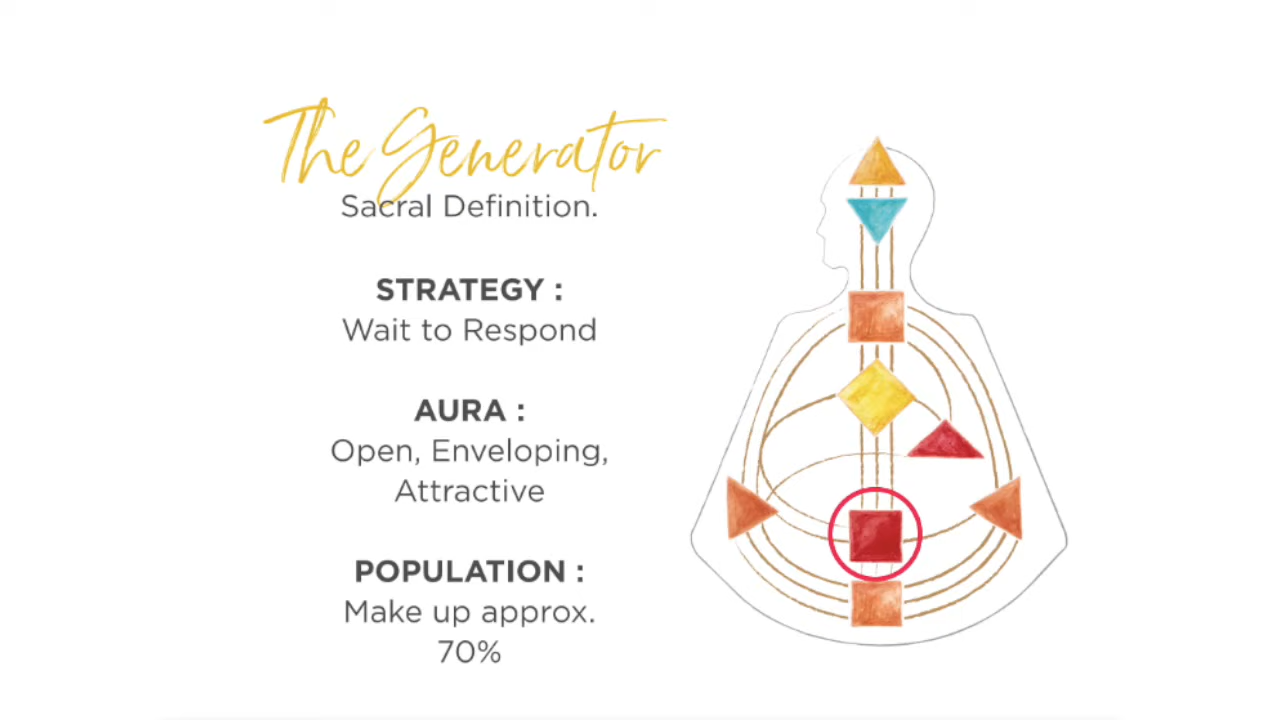 The Generator
Sacral Definition.
STRATEGY :
Wait to Respond
AURA :
Open, Enveloping,
Attractive
POPULATION :
Make up approx.
70%